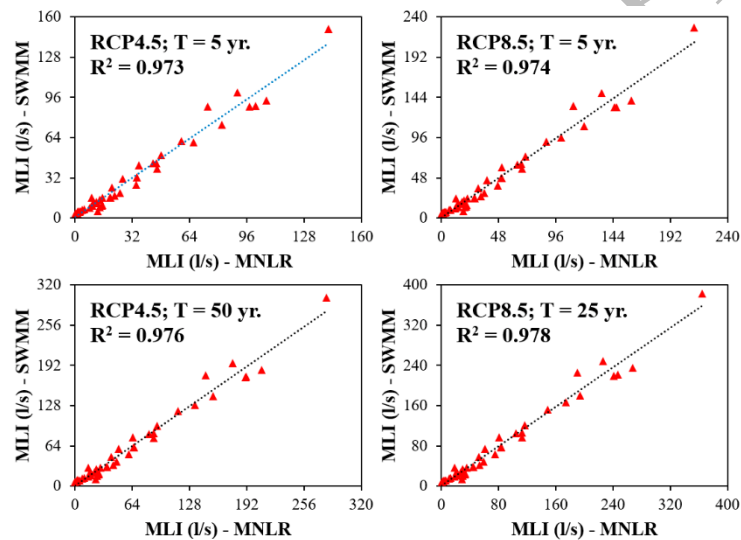 160
128
96
64
32
0
MLI (l/s) - SWMM
RCP4.5; T = 5 yr.
R² = 0.973
0 32 64 96 128 160
MLI (l/s) - MNLR
240
192
144
96
48
0
MLI (l/s) - SWMM
RCP8.5; T = 5 yr.
R² = 0.974
0 48 96 144 192 240
MLI (l/s) - MNLR
320
256
192
128
64
0
MLI (l/s) - SWMM
RCP4.5; T = 50 yr.
R² = 0.976
0 64 128 192 256 320
MLI (l/s) - MNLR
400
320
240
160
80
0
MLI (l/s) - SWMM
RCP8.5; T = 25 yr.
R² = 0.978
0 80 160 240 320 400
MLI (l/s) - MNLR